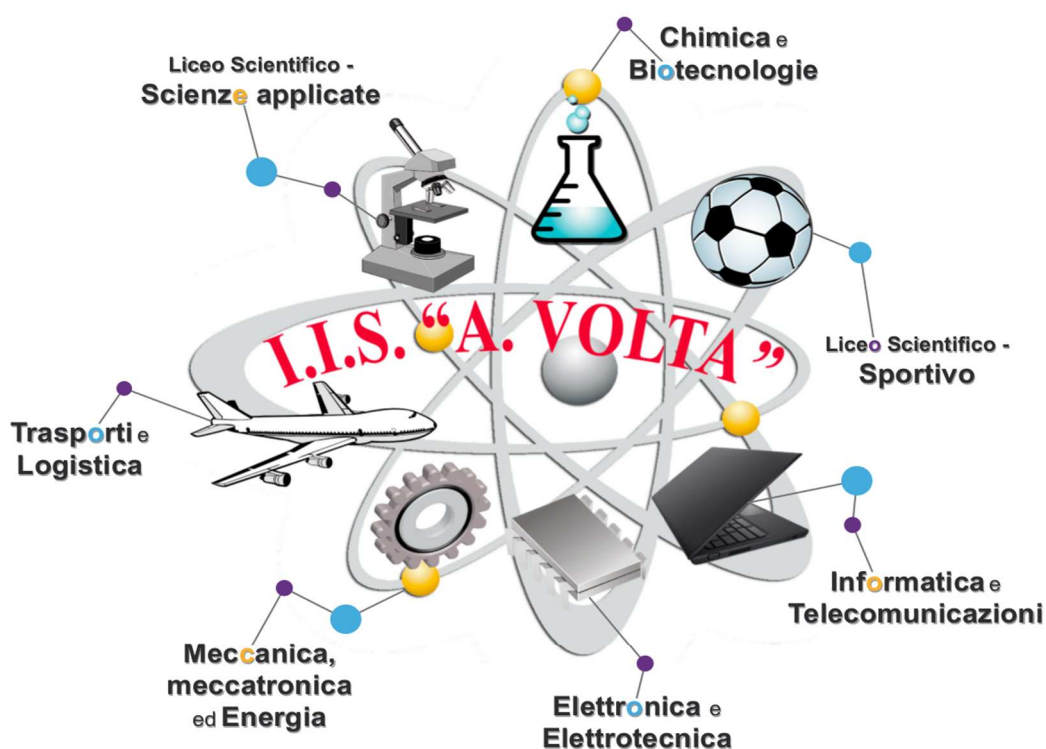 Chimica e
Biotecnologie
Liceo Scientifico -
Scienze applicate
I.I.S. “A. VOLTA”
Liceo Scientifico -
Sportivo
Trasporti e
Logistica
Informatica e
Telecomunicazioni
Meccanica,
meccatronica
ed Energia
Elettronica e
Elettrotecnica